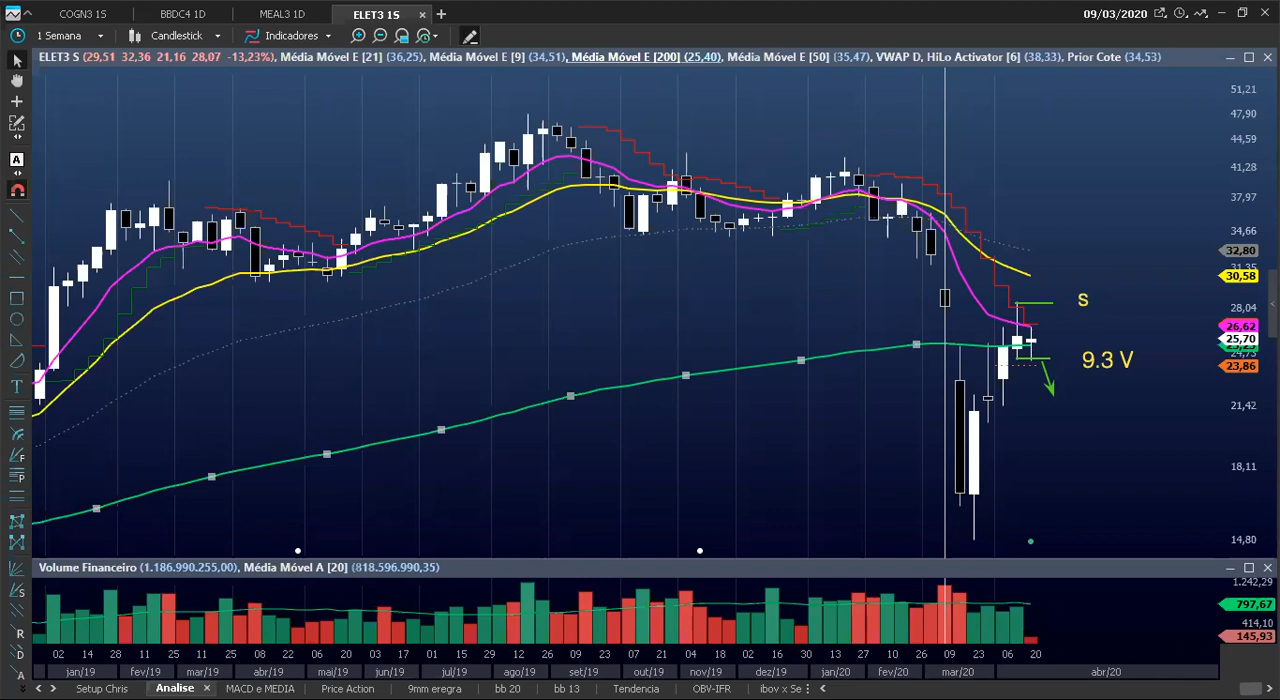 COGN3 1S BBDC4 1D MEAL3 1D ELET3 1S × + 09/03/2020
1 Semana Candlestick Indicadores
ELET3 S (29,51 32,36 21,16 28,07 -13,23%), Média Móvel E [21] (36,25), Média Móvel E [9] (34,51), Média Móvel E [200] (25,40), Média Móvel E [50] (35,47), VWAP D, HiLo Activator [6] (38,33), Prior Cote (34,53)
51,21
47,90
44,59
41,28
37,97
34,66
32,80
31,35
30,58
S
28,04
26,62
25,70
24,73
9.3 V
23,86
21,42
18,11
14,80
Volume Financeiro (1.186.990.255,00), Média Móvel A [20] (818.596.990,35)
1.242,29
797,67
414,10
145,93
02 14 28 11 25 11 25 08 22 06 20 03 17 01 15 29 12 26 09 23 07 21 04 18 02 16 30 13 27 10 26 09 23 06 20
jan/19 fev/19 mar/19 abr/19 mai/19 jun/19 jul/19 ago/19 set/19 out/19 nov/19 dez/19 jan/20 fev/20 mar/20 abr/20
Setup Chris Analise × MACD e MEDIA Price Action 9mm eregra bb 20 bb 13 Tendencia OBV-IFR ibov x Se
A
T
F
P
S
R
D
A